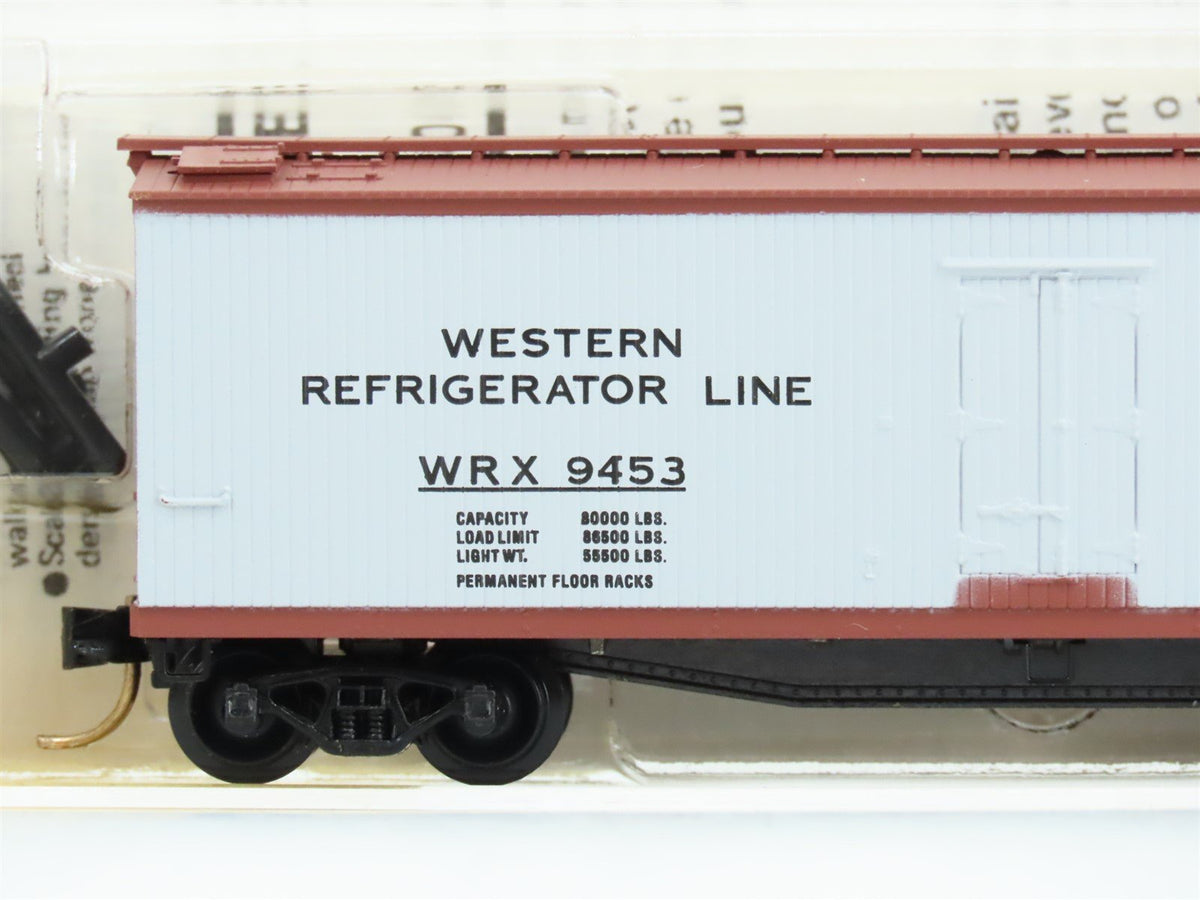 WESTERN
REFRIGERATOR LINE
WRX 9453
CAPACITY 80000 LBS.
LOAD LIMIT 86500 LBS.
LIGHT WT. 55500 LBS.
PERMANENT FLOOR RACKS